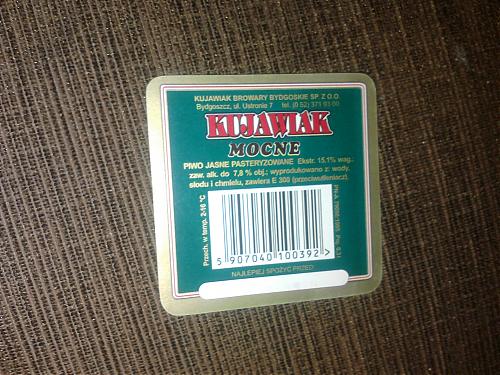 KUJAWIAK BROWARY BYDGOSKIE SP. Z O.O.
Bydgoszcz, ul. Ustronie 7 tel. (0 52) 371 93 00
KUJAWIAK
MOCNE
PIWO JASNE PASTERYZOWANE Ekstr. 15,1% wag.;
zaw. alk. do 7,8 % obj.; wyprodukowano z: wody,
słodu i chmielu, zawiera E 300 (przeciwutleniacz).
Przech. w temp. 2-16 °C
5 907040 100392 >
NAJLEPIEJ SPOŻYĆ PRZED: